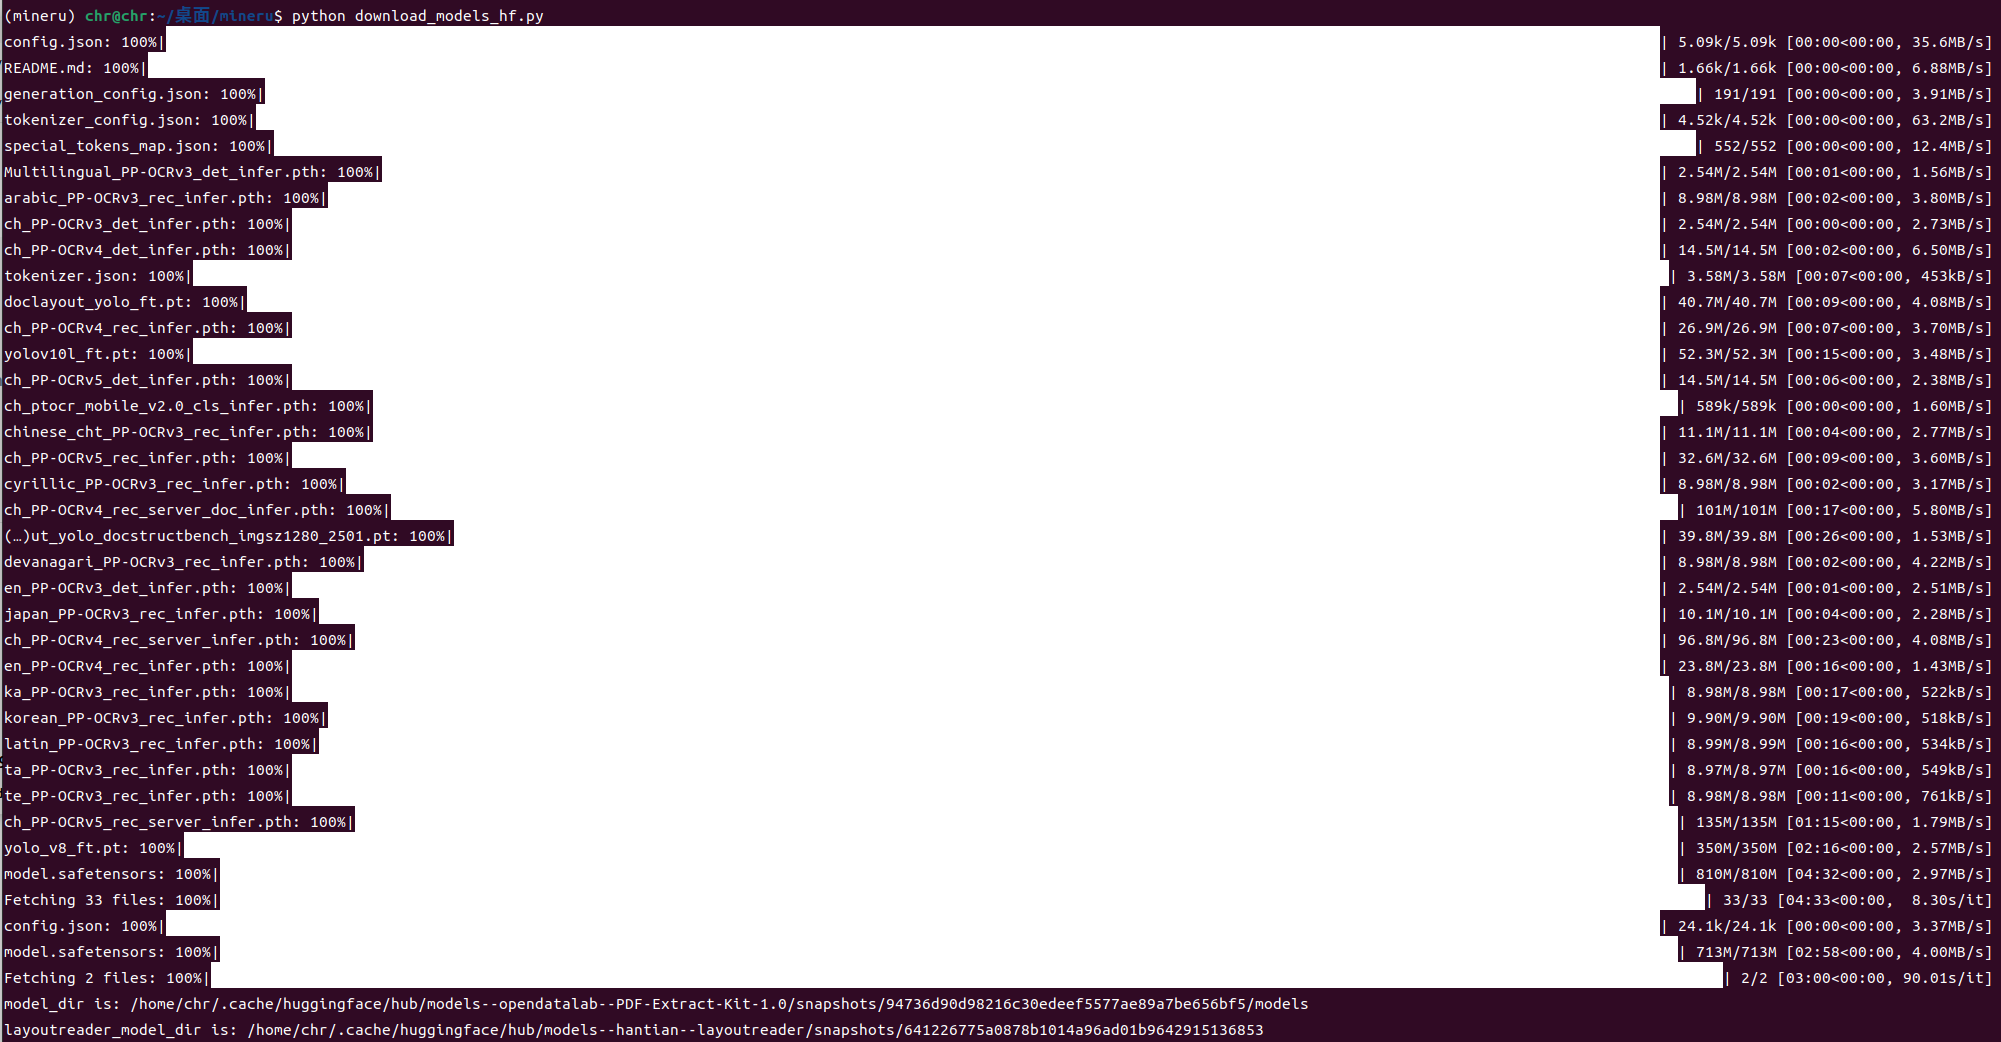 (mineru) chr@chr:~/桌面/mineru$ python download_models_hf.py
config.json: 100%| | 5.09k/5.09k [00:00<00:00, 35.6MB/s]
README.md: 100%| | 1.66k/1.66k [00:00<00:00, 6.88MB/s]
generation_config.json: 100%| | 191/191 [00:00<00:00, 3.91MB/s]
tokenizer_config.json: 100%| | 4.52k/4.52k [00:00<00:00, 63.2MB/s]
special_tokens_map.json: 100%| | 552/552 [00:00<00:00, 12.4MB/s]
Multilingual_PP-OCRv3_det_infer.pth: 100%| | 2.54M/2.54M [00:01<00:00, 1.56MB/s]
arabic_PP-OCRv3_rec_infer.pth: 100%| | 8.98M/8.98M [00:02<00:00, 3.80MB/s]
ch_PP-OCRv3_det_infer.pth: 100%| | 2.54M/2.54M [00:00<00:00, 2.73MB/s]
ch_PP-OCRv4_det_infer.pth: 100%| | 14.5M/14.5M [00:02<00:00, 6.50MB/s]
tokenizer.json: 100%| | 3.58M/3.58M [00:07<00:00, 453kB/s]
doclayout_yolo_ft.pt: 100%| | 40.7M/40.7M [00:09<00:00, 4.08MB/s]
ch_PP-OCRv4_rec_infer.pth: 100%| | 26.9M/26.9M [00:07<00:00, 3.70MB/s]
yolov10l_ft.pt: 100%| | 52.3M/52.3M [00:15<00:00, 3.48MB/s]
ch_PP-OCRv5_det_infer.pth: 100%| | 14.5M/14.5M [00:06<00:00, 2.38MB/s]
ch_ptocr_mobile_v2.0_cls_infer.pth: 100%| | 589k/589k [00:00<00:00, 1.60MB/s]
chinese_cht_PP-OCRv3_rec_infer.pth: 100%| | 11.1M/11.1M [00:04<00:00, 2.77MB/s]
ch_PP-OCRv5_rec_infer.pth: 100%| | 32.6M/32.6M [00:09<00:00, 3.60MB/s]
cyrillic_PP-OCRv3_rec_infer.pth: 100%| | 8.98M/8.98M [00:02<00:00, 3.17MB/s]
ch_PP-OCRv4_rec_server_doc_infer.pth: 100%| | 101M/101M [00:17<00:00, 5.80MB/s]
(…)ut_yolo_docstructbench_imgsz1280_2501.pt: 100%| | 39.8M/39.8M [00:26<00:00, 1.53MB/s]
devanagari_PP-OCRv3_rec_infer.pth: 100%| | 8.98M/8.98M [00:02<00:00, 4.22MB/s]
en_PP-OCRv3_det_infer.pth: 100%| | 2.54M/2.54M [00:01<00:00, 2.51MB/s]
japan_PP-OCRv3_rec_infer.pth: 100%| | 10.1M/10.1M [00:04<00:00, 2.28MB/s]
ch_PP-OCRv4_rec_server_infer.pth: 100%| | 96.8M/96.8M [00:23<00:00, 4.08MB/s]
en_PP-OCRv4_rec_infer.pth: 100%| | 23.8M/23.8M [00:16<00:00, 1.43MB/s]
ka_PP-OCRv3_rec_infer.pth: 100%| | 8.98M/8.98M [00:17<00:00, 522kB/s]
korean_PP-OCRv3_rec_infer.pth: 100%| | 9.90M/9.90M [00:19<00:00, 518kB/s]
latin_PP-OCRv3_rec_infer.pth: 100%| | 8.99M/8.99M [00:16<00:00, 534kB/s]
ta_PP-OCRv3_rec_infer.pth: 100%| | 8.97M/8.97M [00:16<00:00, 549kB/s]
te_PP-OCRv3_rec_infer.pth: 100%| | 8.98M/8.98M [00:11<00:00, 761kB/s]
ch_PP-OCRv5_rec_server_infer.pth: 100%| | 135M/135M [01:15<00:00, 1.79MB/s]
yolo_v8_ft.pt: 100%| | 350M/350M [02:16<00:00, 2.57MB/s]
model.safetensors: 100%| | 810M/810M [04:32<00:00, 2.97MB/s]
Fetching 33 files: 100%| | 33/33 [04:33<00:00,  8.30s/it]
config.json: 100%| | 24.1k/24.1k [00:00<00:00, 3.37MB/s]
model.safetensors: 100%| | 713M/713M [02:58<00:00, 4.00MB/s]
Fetching 2 files: 100%| | 2/2 [03:00<00:00, 90.01s/it]
model_dir is: /home/chr/.cache/huggingface/hub/models--opendatalab--PDF-Extract-Kit-1.0/snapshots/94736d90d98216c30edeef5577ae89a7be656bf5/models
layoutreader_model_dir is: /home/chr/.cache/huggingface/hub/models--hantian--layoutreader/snapshots/641226775a0878b1014a96ad01b9642915136853